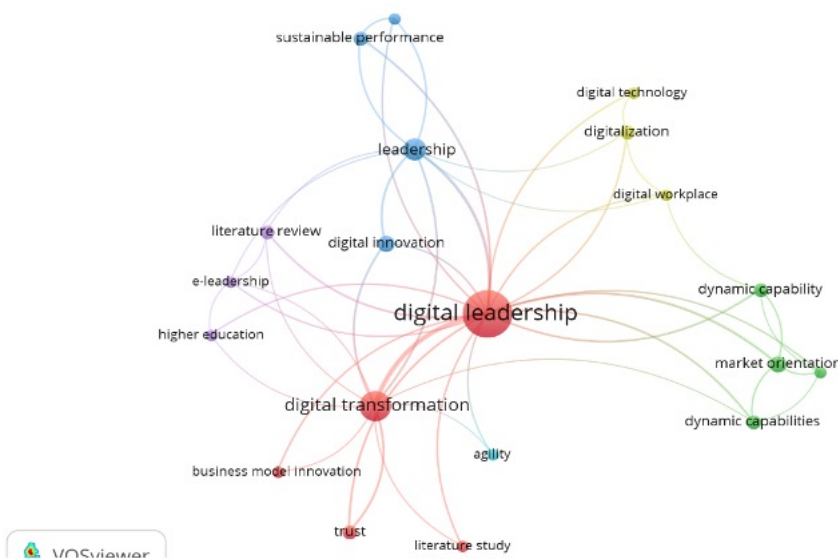 sustainable performance
digital technology
digitalization
leadership
digital workplace
literature review
digital innovation
e-leadership
dynamic capability
digital leadership
higher education
market orientation
digital transformation
dynamic capabilities
agility
business model innovation
trust
literature study
VOSviewer